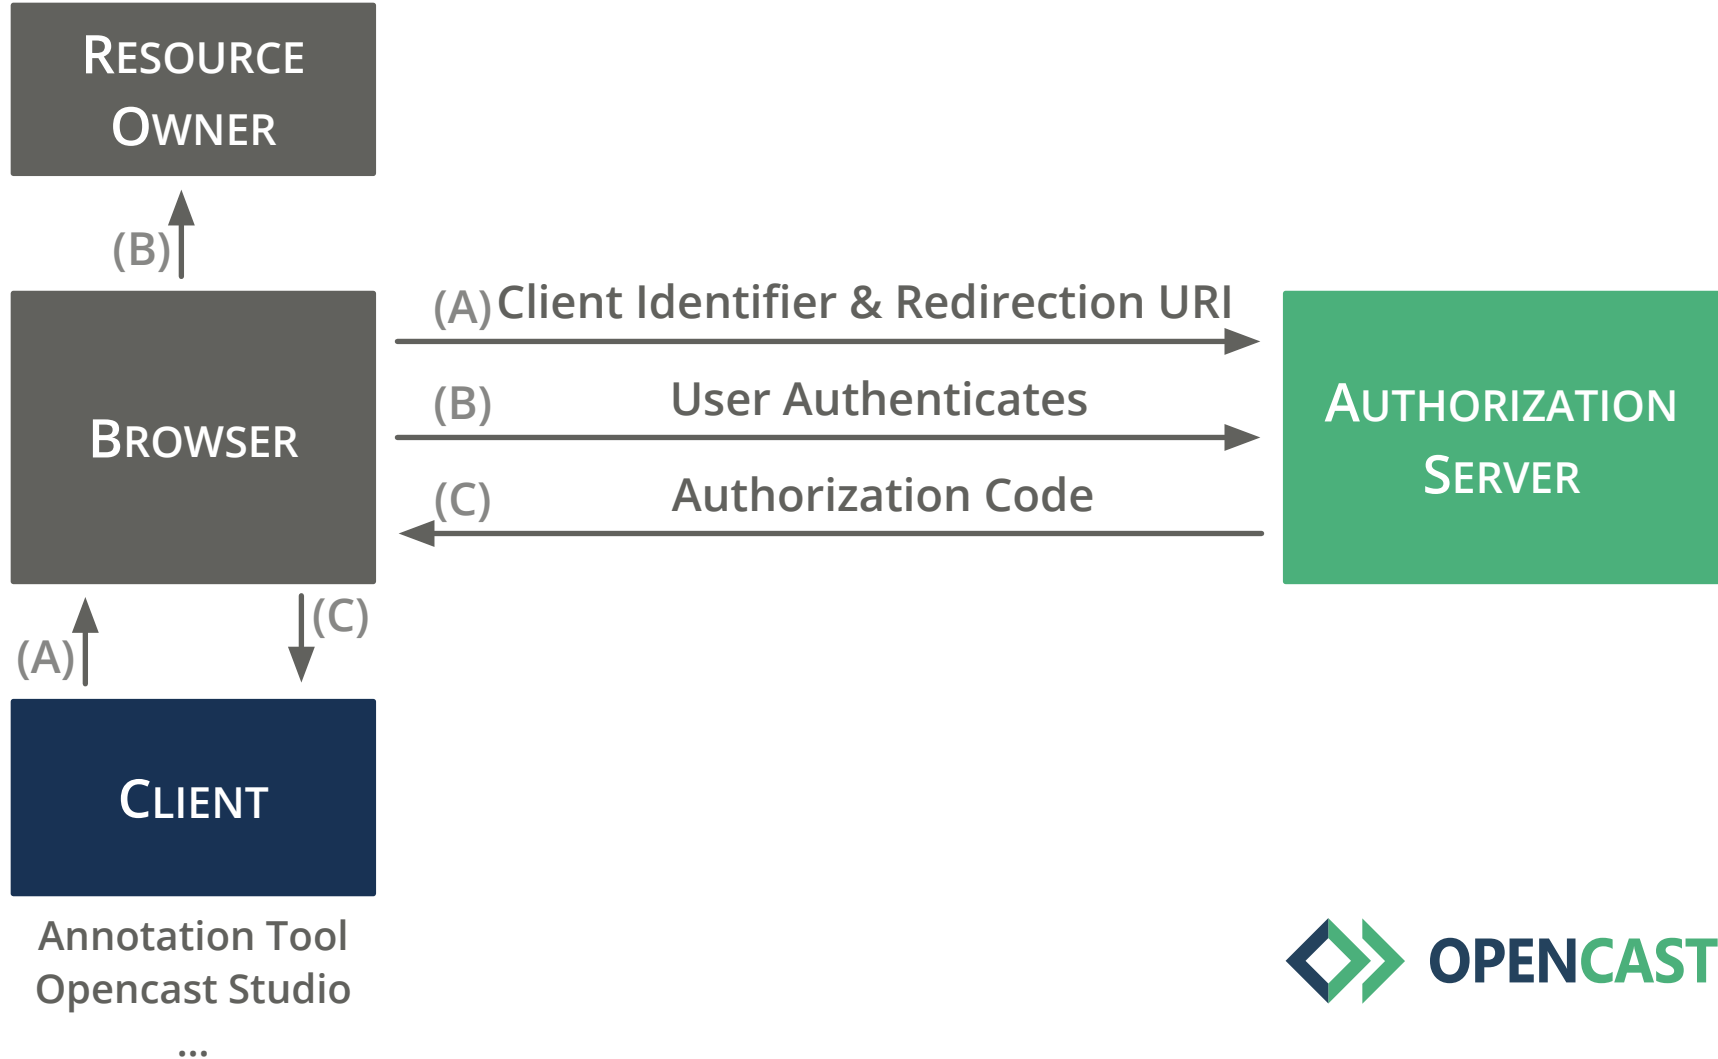 RESOURCE
OWNER
(B)
BROWSER
(A) Client Identifier & Redirection URI
(B) User Authenticates
(C) Authorization Code
AUTHORIZATION
SERVER
(A)
(C)
CLIENT
Annotation Tool
Opencast Studio
...
OPENCAST